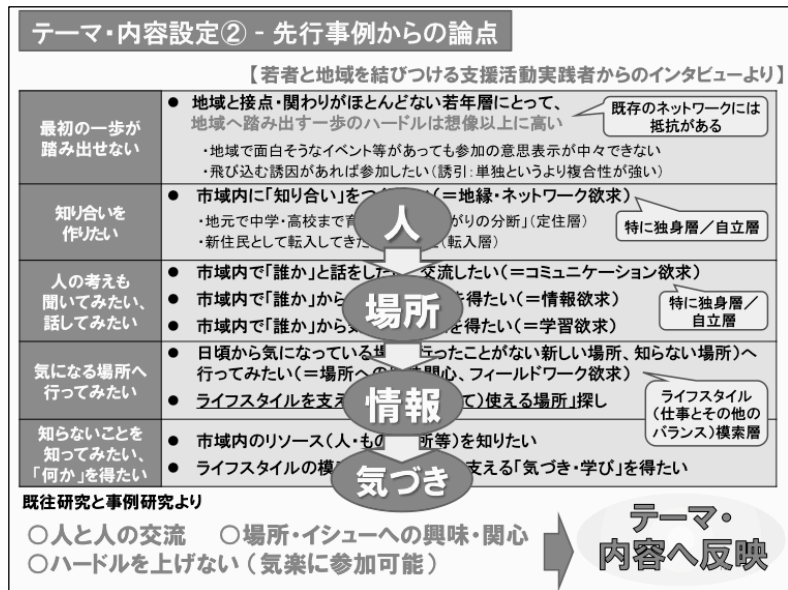 テーマ・内容設定② - 先行事例からの論点
【若者と地域を結びつける支援活動実践者からのインタビューより】
最初の一歩が
踏み出せない
● 地域と接点・関わりがほとんどない若年層にとって、
地域へ踏み出す一歩のハードルは想像以上に高い
・地域で面白そうなイベント等があっても参加の意思表示が中々できない
・飛び込む誘因があれば参加したい(誘引:単独というより複合性が強い)
既存のネットワークには
抵抗がある
知り合いを
作りたい
● 市域内に「知り合い」をつ
(=地縁・ネットワーク欲求)
・地元で中学・高校まで育
がりの分断」(定住層)
・新住民として転入してき
(転入層)
特に独身層/自立層
人の考えも
聞いてみたい、
話してみたい
● 市域内で「誰か」と話をした
交流したい(=コミュニケーション欲求)
● 市域内で「誰か」から
を得たい(=情報欲求)
● 市域内で「誰か」から
を得たい(=学習欲求)
特に独身層/
自立層
気になる場所へ
行ってみたい
● 日頃から気になっている
行ったことがない新しい場所、知らない場所)へ
行ってみたい(=場所への
関心、フィールドワーク欲求)
● ライフスタイルを支え
て)使える場所」探し
ライフスタイル
(仕事とその他の
バランス)模索層
知らないことを
知ってみたい、
「何か」を得たい
● 市域内のリソース(人・もの
所等)を知りたい
● ライフスタイルの模
支える「気づき・学び」を得たい
人
場所
情報
気づき
既往研究と事例研究より
○人と人の交流 ○場所・イシューへの興味・関心
○ハードルを上げない(気楽に参加可能)
テーマ・
内容へ反映